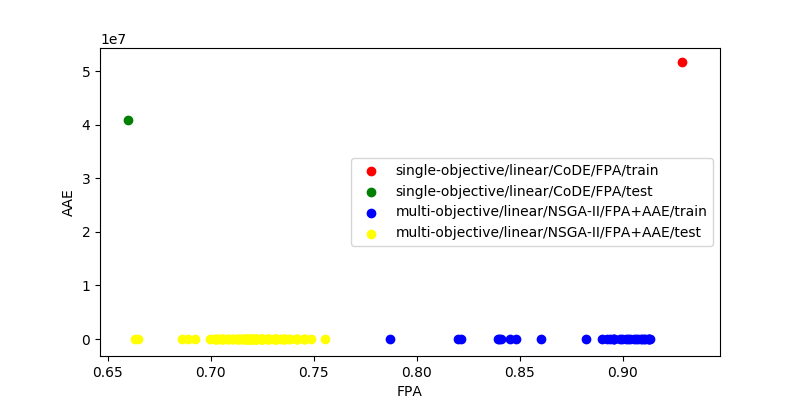 1e7
5
4
3
2
1
0
AAE
single-objective/linear/CoDE/FPA/train
single-objective/linear/CoDE/FPA/test
multi-objective/linear/NSGA-II/FPA+AAE/train
multi-objective/linear/NSGA-II/FPA+AAE/test
0.65 0.70 0.75 0.80 0.85 0.90
FPA